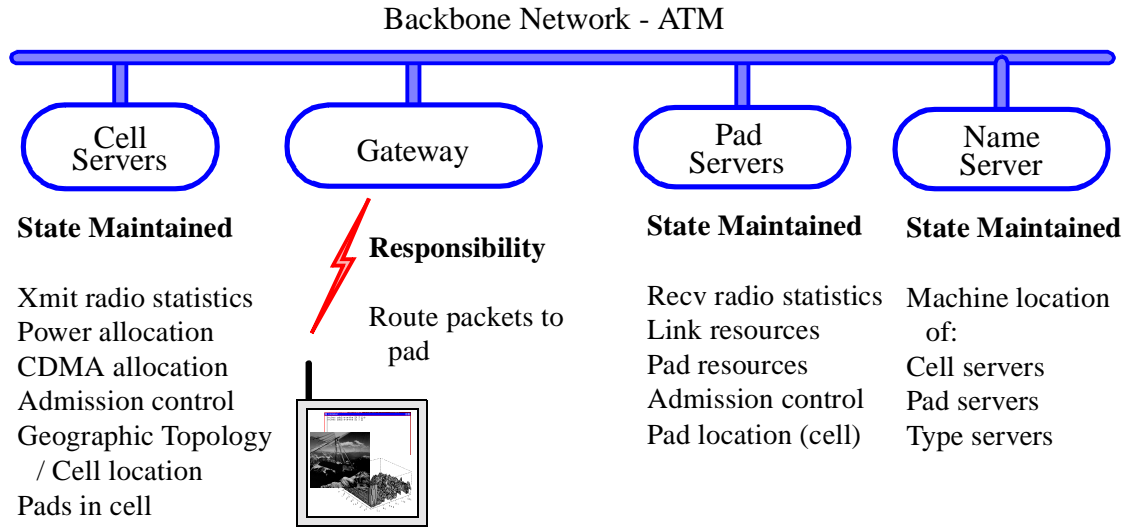 Backbone Network - ATM
Cell
Servers
Gateway
Pad
Servers
Name
Server
State Maintained
Xmit radio statistics
Power allocation
CDMA allocation
Admission control
Geographic Topology
/ Cell location
Pads in cell
Responsibility
Route packets to
pad
State Maintained
Recv radio statistics
Link resources
Pad resources
Admission control
Pad location (cell)
State Maintained
Machine location
of:
Cell servers
Pad servers
Type servers